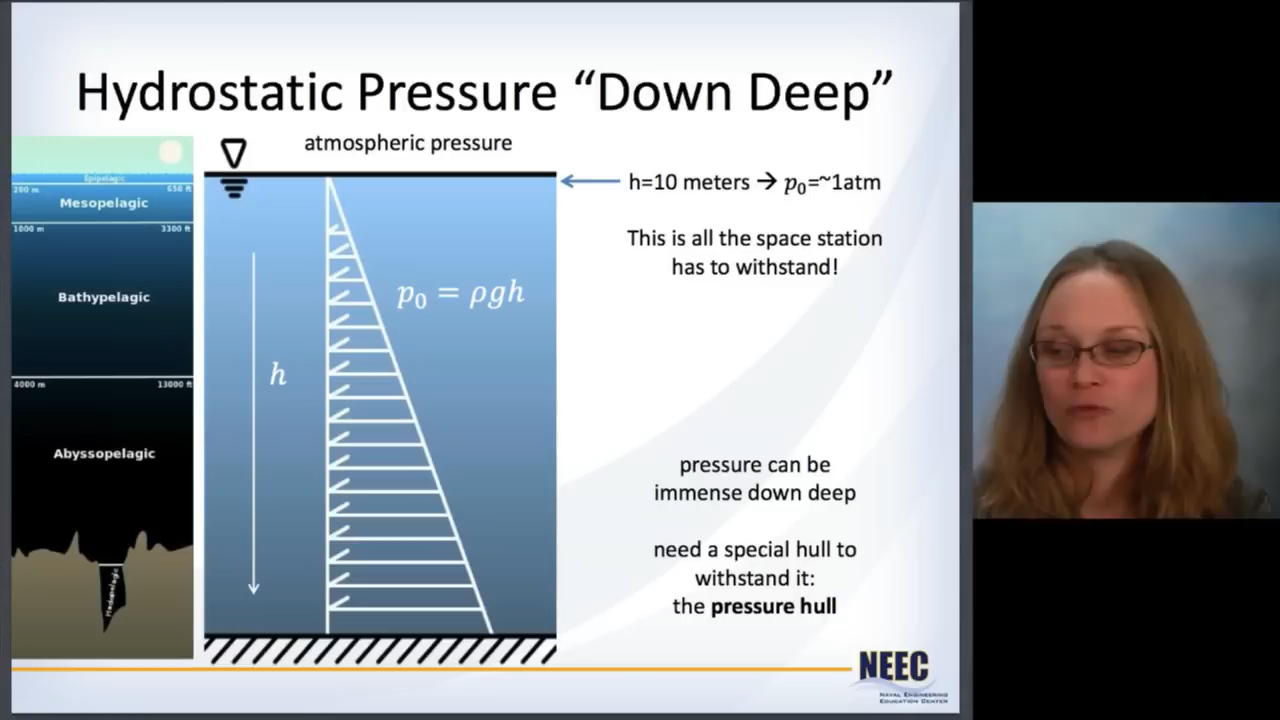 Hydrostatic Pressure “Down Deep”
atmospheric pressure
h=10 meters → p₀=~1atm
This is all the space station
has to withstand!
Epipelagic
200 m 650 ft
Mesopelagic
1000 m 3300 ft
Bathypelagic
4000 m 13000 ft
Abyssopelagic
Hadopelagic
p₀ = ρgh
h
pressure can be
immense down deep
need a special hull to
withstand it:
the pressure hull
NEEC
NAVAL ENGINEERING
EDUCATION CENTER